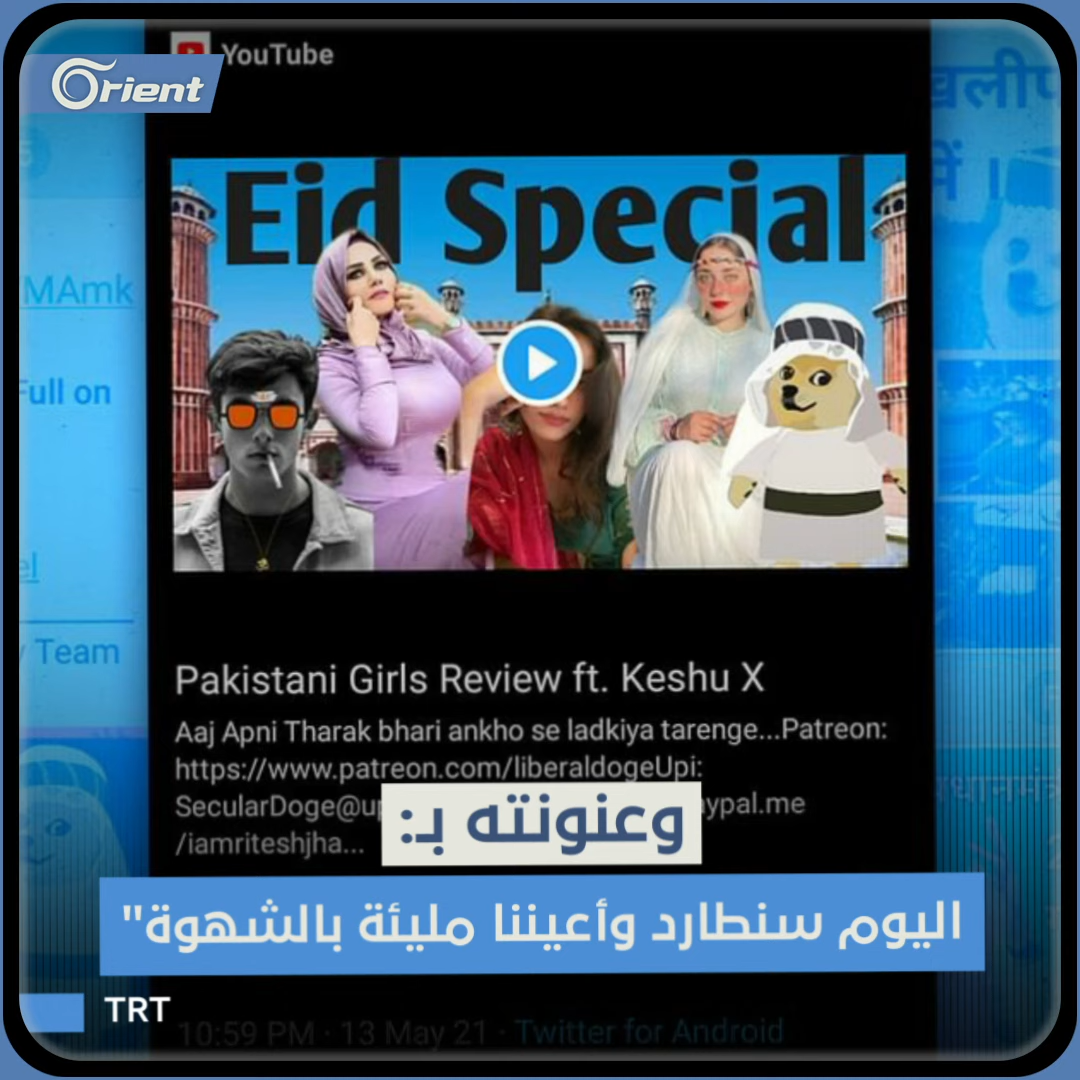 YouTube
Orient
Eid Special
MAmk
Full on
Team
Pakistani Girls Review ft. Keshu X
Aaj Apni Tharak bhari ankho se ladkiya tarenge...Patreon:
https://www.patreon.com/liberaldogeUpi:
SecularDoge@up aypal.me
/iamriteshjha...
وعنونته بـ:
اليوم سنطارد وأعيننا مليئة بالشهوة"
TRT
10:59 PM · 13 May 21 · Twitter for Android